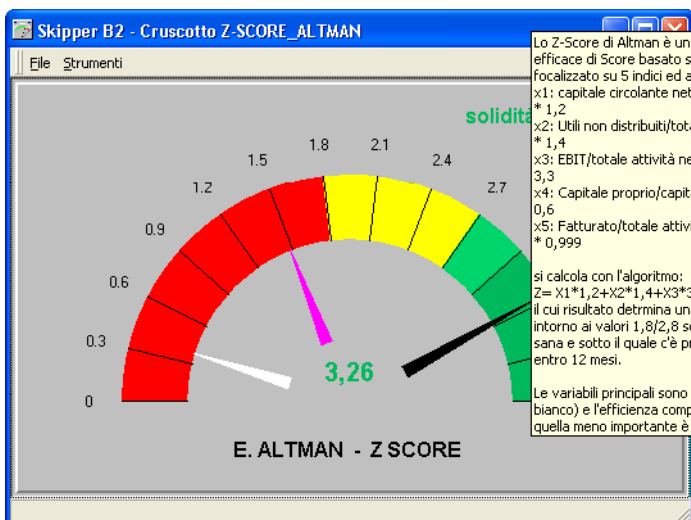 Skipper B2 - Cruscotto Z-SCORE_ALTMAN
File Strumenti
solidità
0
0.3
0.6
0.9
1.2
1.5
1.8
2.1
2.4
2.7
3,26
E. ALTMAN - Z SCORE
Lo Z-Score di Altman è un
efficace di Score basato s
focalizzato su 5 indici ed a
x1: capitale circolante net
* 1,2
x2: Utili non distribuiti/tota
* 1,4
x3: EBIT/totale attività ne
3,3
x4: Capitale proprio/capit
0,6
x5: Fatturato/totale attivi
* 0,999
si calcola con l'algoritmo:
Z= X1*1,2+X2*1,4+X3*3
il cui risultato detrmina un
intorno ai valori 1,8/2,8 s
sana e sotto il quale c'è p
entro 12 mesi.
Le variabili principali sono
bianco) e l'efficienza comp
quella meno importante è